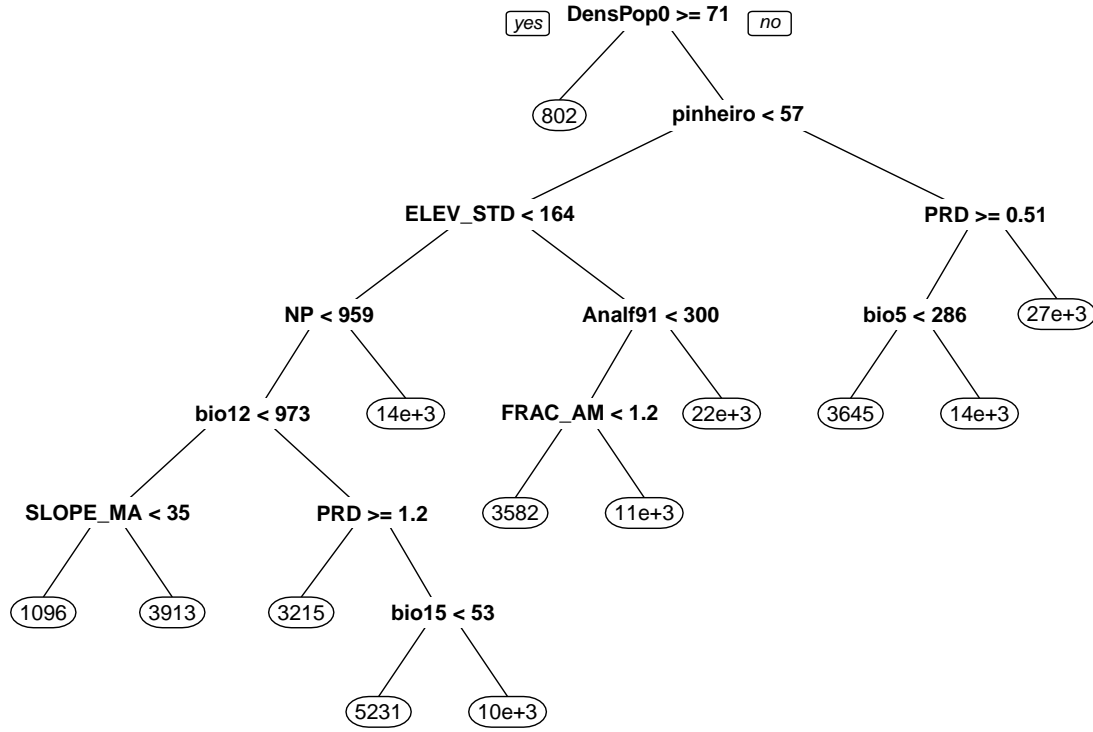 yes DensPop0 >= 71 no
802 pinheiro < 57
ELEV_STD < 164 PRD >= 0.51
NP < 959 Analf91 < 300 bio5 < 286 27e+3
bio12 < 973 14e+3 FRAC_AM < 1.2 22e+3 3645 14e+3
SLOPE_MA < 35 PRD >= 1.2 3582 11e+3
1096 3913 3215 bio15 < 53
5231 10e+3